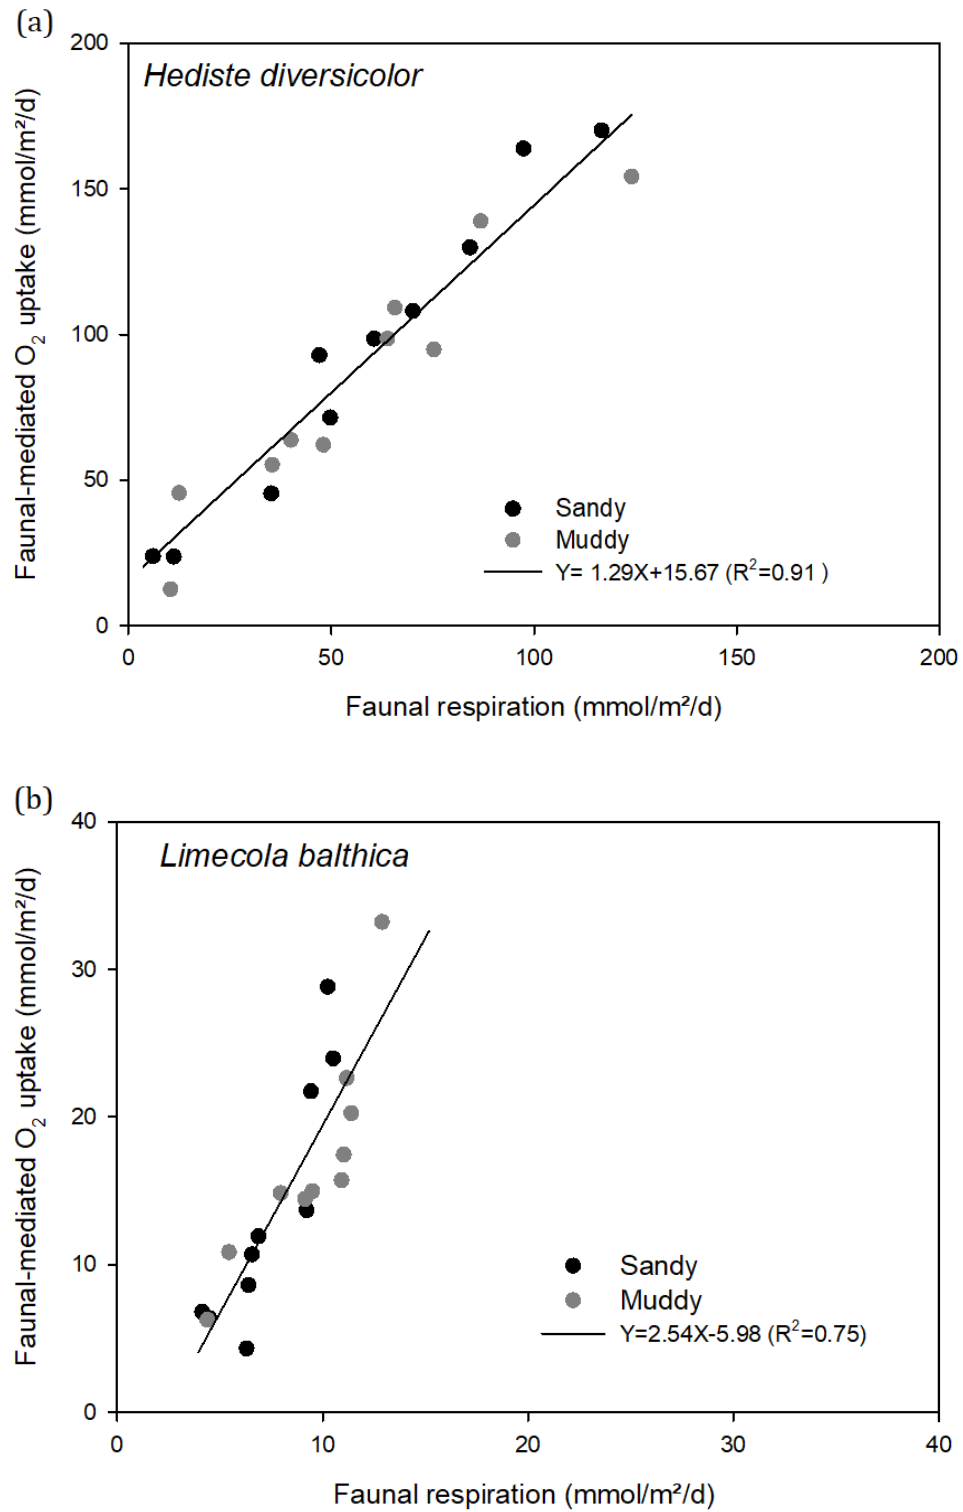 (a)
200
150
100
50
0
Faunal-mediated O₂ uptake (mmol/m²/d)
Hediste diversicolor
Sandy
Muddy
Y= 1.29X+15.67 (R²=0.91 )
0 50 100 150 200
Faunal respiration (mmol/m²/d)
(b)
40
30
20
10
0
Faunal-mediated O₂ uptake (mmol/m²/d)
Limecola balthica
Sandy
Muddy
Y=2.54X-5.98 (R²=0.75)
0 10 20 30 40
Faunal respiration (mmol/m²/d)